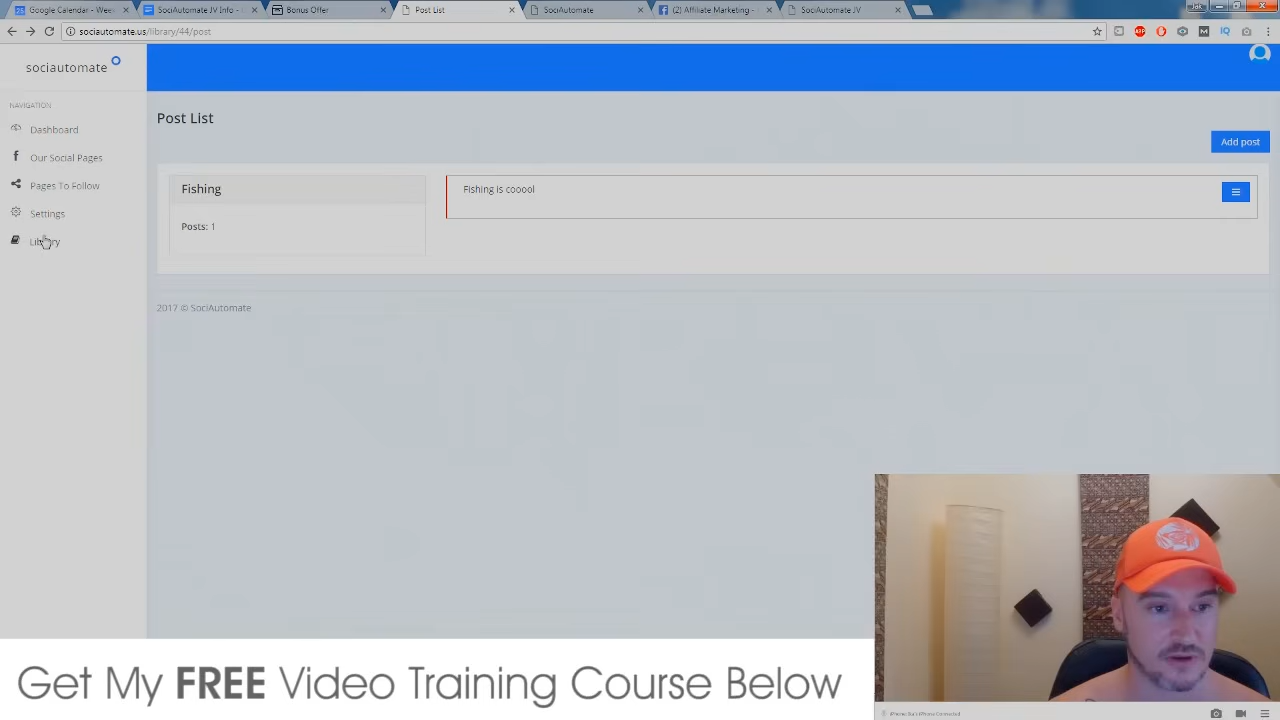 Google Calendar - Week
SociAutomate JV Info -
Bonus Offer
Post List
SociAutomate
(2) Affiliate Marketing -
SociAutomate JV
sociautomate.us/library/44/post
sociautomate
NAVIGATION
Dashboard
Our Social Pages
Pages To Follow
Settings
Library
Post List
Add post
Fishing
Posts: 1
Fishing is cooool
2017 © SociAutomate
Get My FREE Video Training Course Below